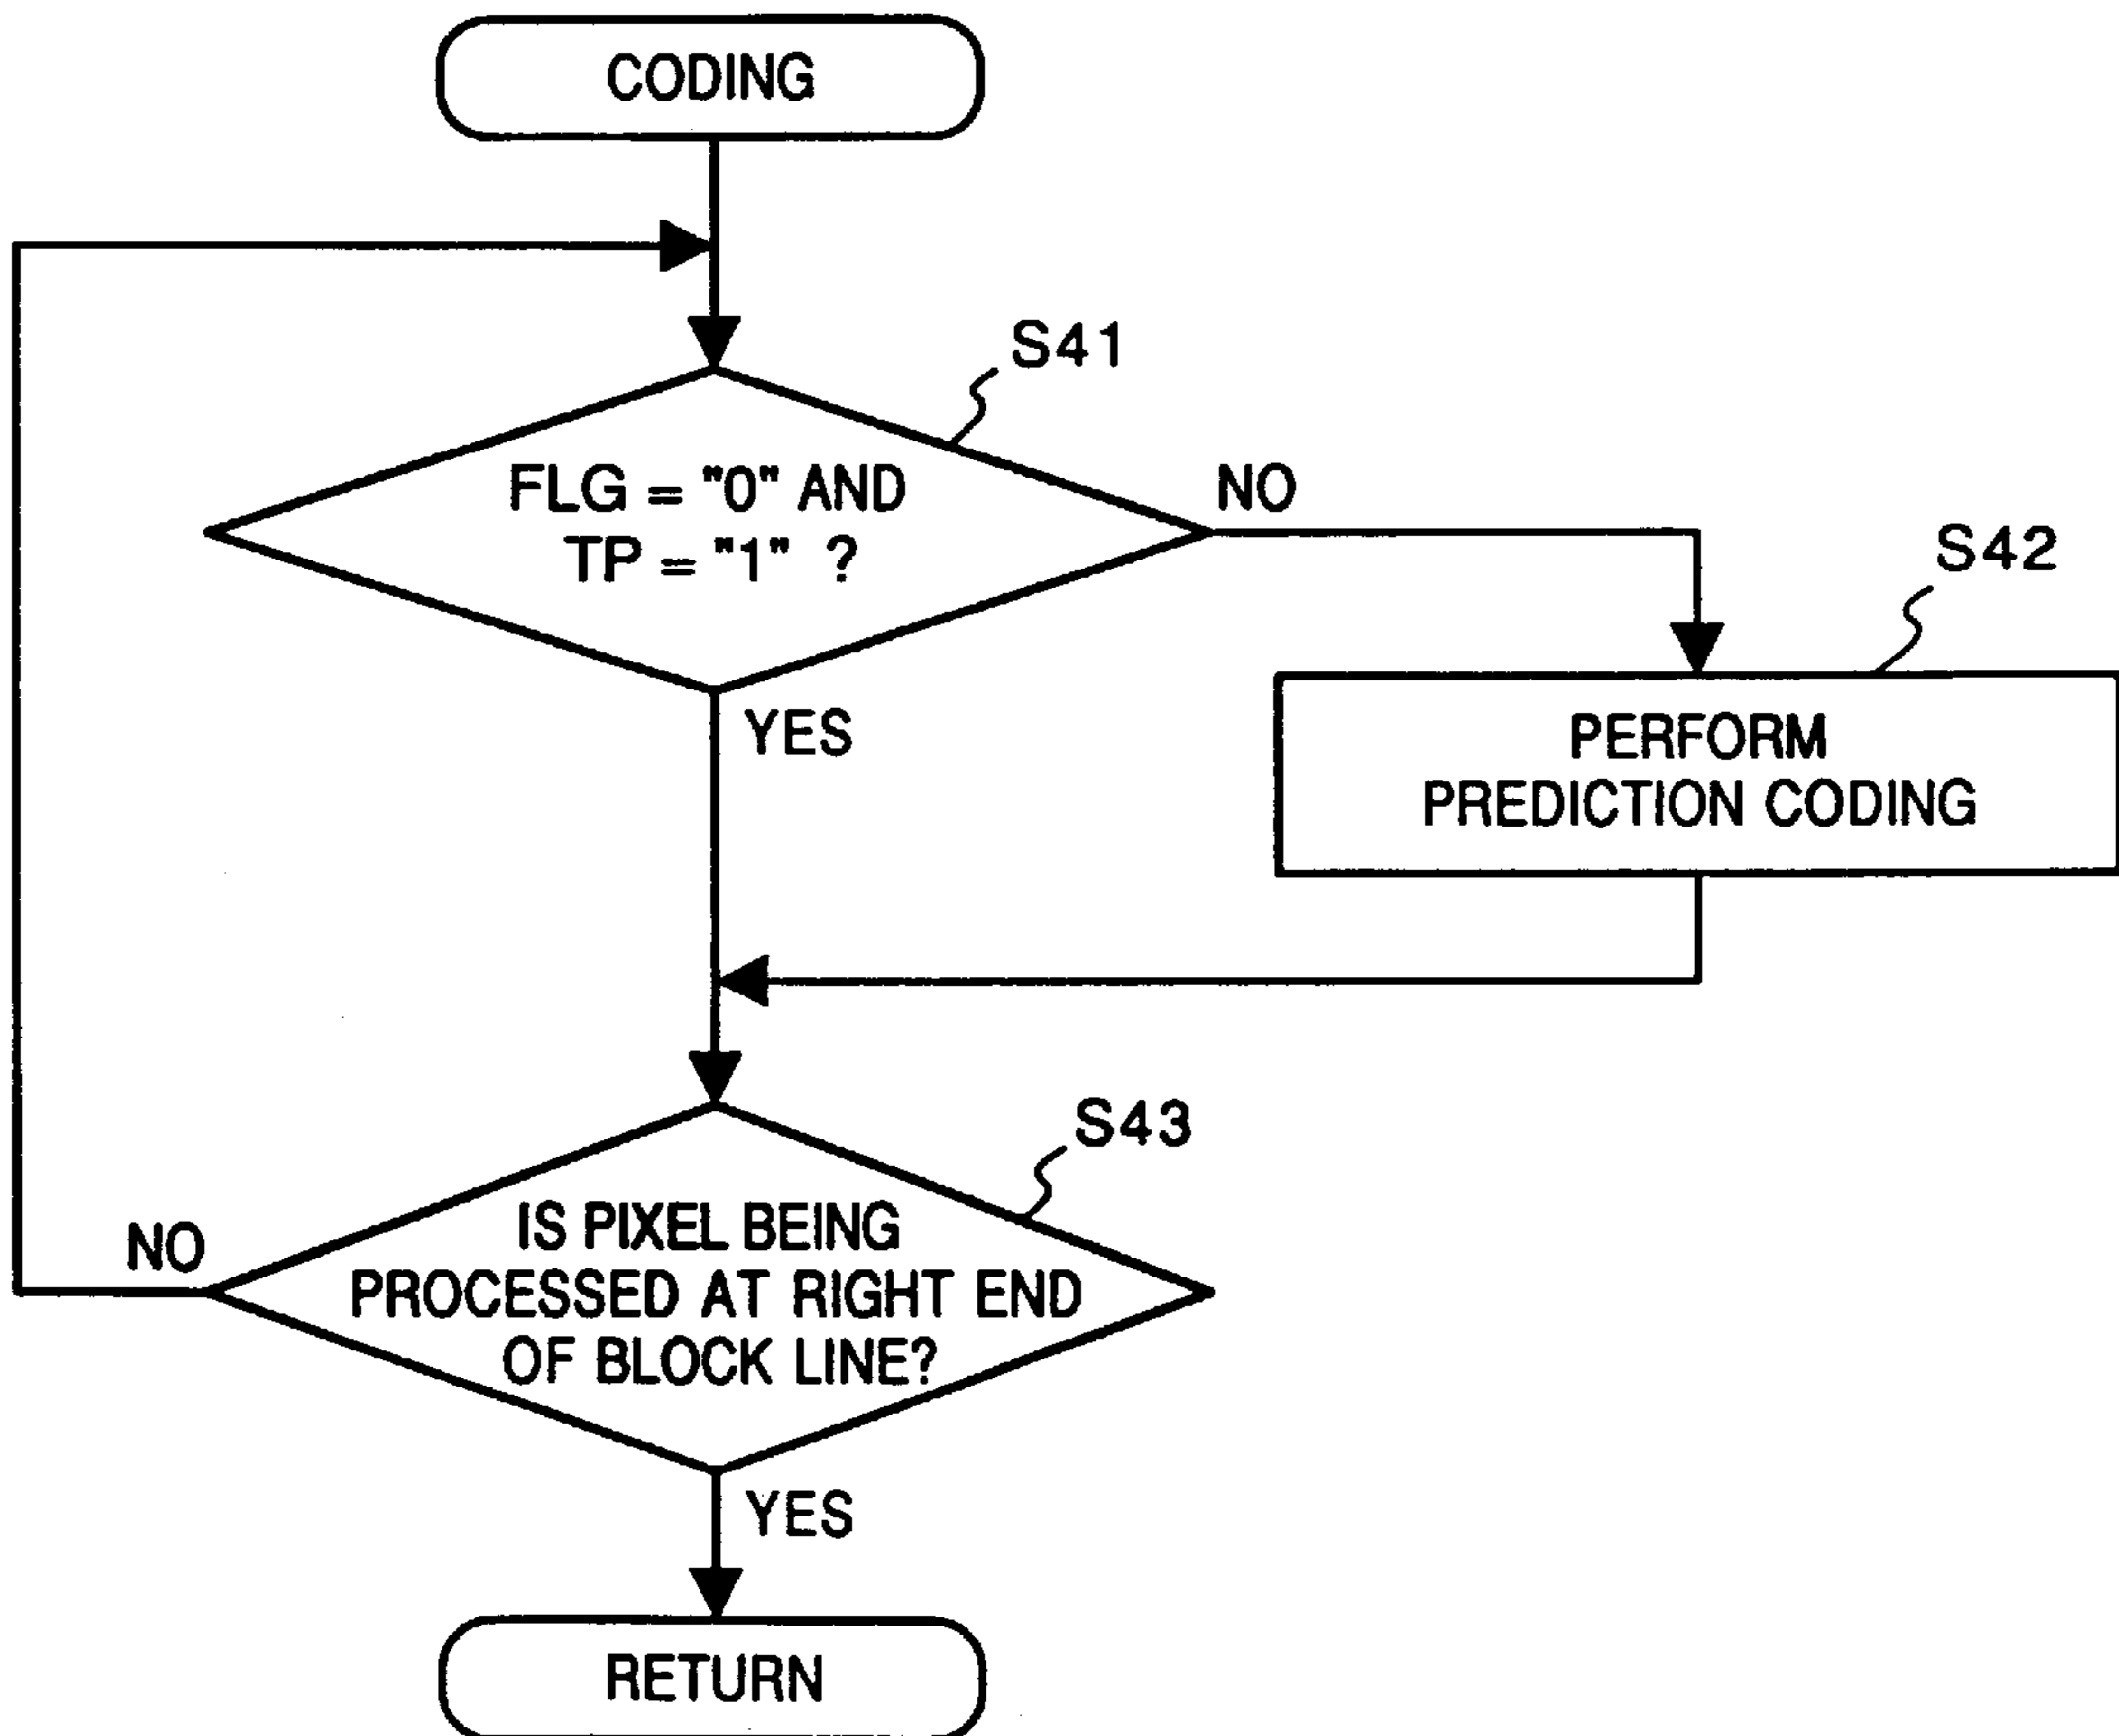 CODING
S41
FLG = "0" AND
TP = "1" ?
NO
S42
YES
PERFORM
PREDICTION CODING
S43
IS PIXEL BEING
NO
PROCESSED AT RIGHT END
OF BLOCK LINE?
YES
RETURN